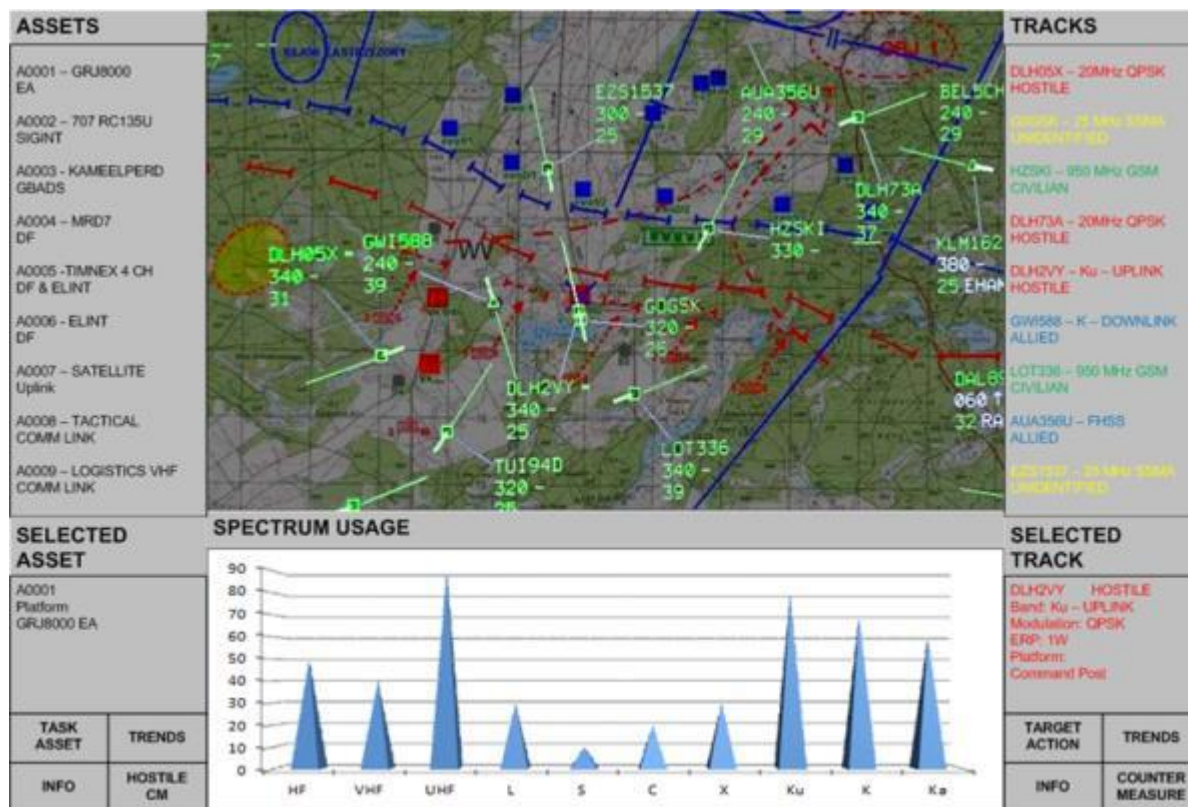 ASSETS
A0001 – GRJ8000
EA
A0002 – 707 RC135U
SIGINT
A0003 – KAMEELPERD
GBADS
A0004 – MRD7
DF
A0005 -TIMNEX 4 CH
DF & ELINT
A0006 - ELINT
DF
A0007 – SATELLITE
Uplink
A0008 – TACTICAL
COMM LINK
A0009 – LOGISTICS VHF
COMM LINK
OBJ 1
EZS1537
300 -
25
AUA356U
240 -
29
BEL5CH
240 -
29
DLH73A
340 -
37
HZSKI
330 -
KLM162
380 -
25 EHAM
DLH05X -
340 -
31
GWI588
240 -
39
320 -
DLH2VY -
340 -
25
DAL89
060
32 RA
LOT336
340 -
39
TUI94D
320 -
TRACKS
DLH05X – 20MHz QPSK
HOSTILE
UNIDENTIFIED
HZSKI – 950 MHz GSM
CIVILIAN
DLH73A – 20MHz QPSK
HOSTILE
DLH2VY – Ku – UPLINK
HOSTILE
GWI588 – K – DOWNLINK
ALLIED
LOT336 – 950 MHz GSM
CIVILIAN
AUA356U – FHSS
ALLIED
UNIDENTIFIED
SELECTED
ASSET
A0001
Platform
GRJ8000 EA
TASK
ASSET
TRENDS
INFO
HOSTILE
CM
SPECTRUM USAGE
90
80
70
60
50
40
30
20
10
0
HF
VHF
UHF
L
S
C
X
Ku
K
Ka
SELECTED
TRACK
DLH2VY HOSTILE
Band: Ku – UPLINK
Modulation: QPSK
ERP: 1W
Platform:
Command Post
TARGET
ACTION
TRENDS
INFO
COUNTER
MEASURE